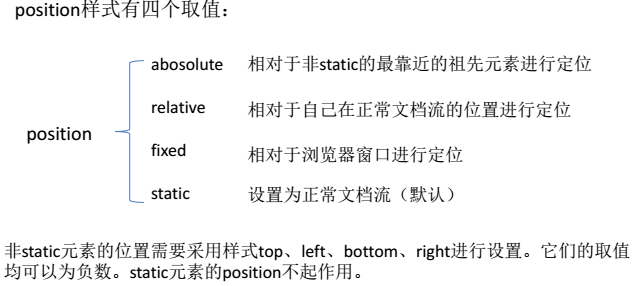 position样式有四个取值：
abosolute 相对于非static的最靠近的祖先元素进行定位
relative 相对于自己在正常文档流的位置进行定位
position
fixed 相对于浏览器窗口进行定位
static 设置为正常文档流（默认）
非static元素的位置需要采用样式top、left、bottom、right进行设置。它们的取值
均可以为负数。static元素的position不起作用。